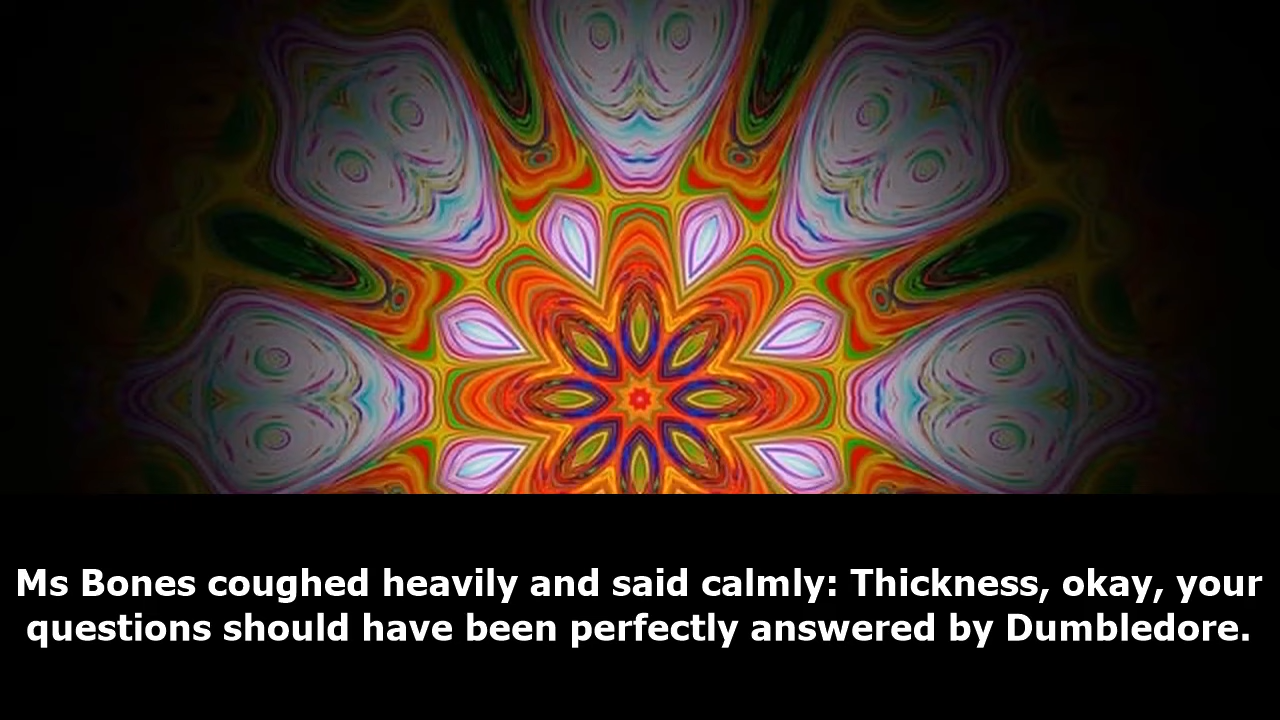 Ms Bones coughed heavily and said calmly: Thickness, okay, your
questions should have been perfectly answered by Dumbledore.